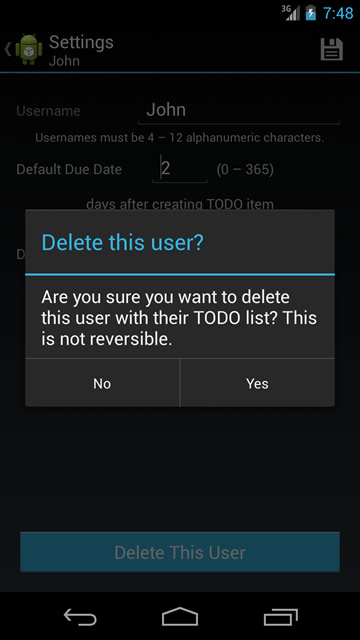 3G 7:48
Settings
John
Username John
Usernames must be 4 – 12 alphanumeric characters.
Default Due Date 2 (0 – 365)
days after creating TODO item
D
Delete this user?
Are you sure you want to delete
this user with their TODO list? This
is not reversible.
No Yes
Delete This User